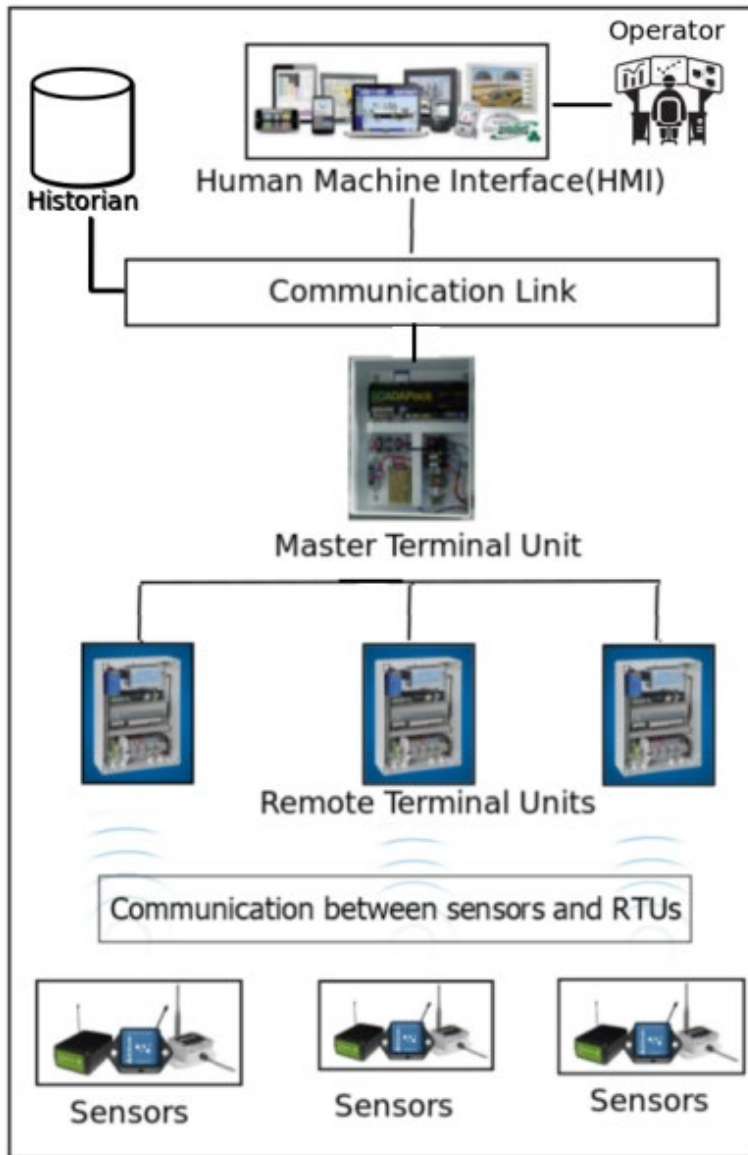 Operator
Historian
Human Machine Interface(HMI)
Communication Link
SCADAPack
Master Terminal Unit
Remote Terminal Units
Communication between sensors and RTUs
Sensors
Sensors
Sensors